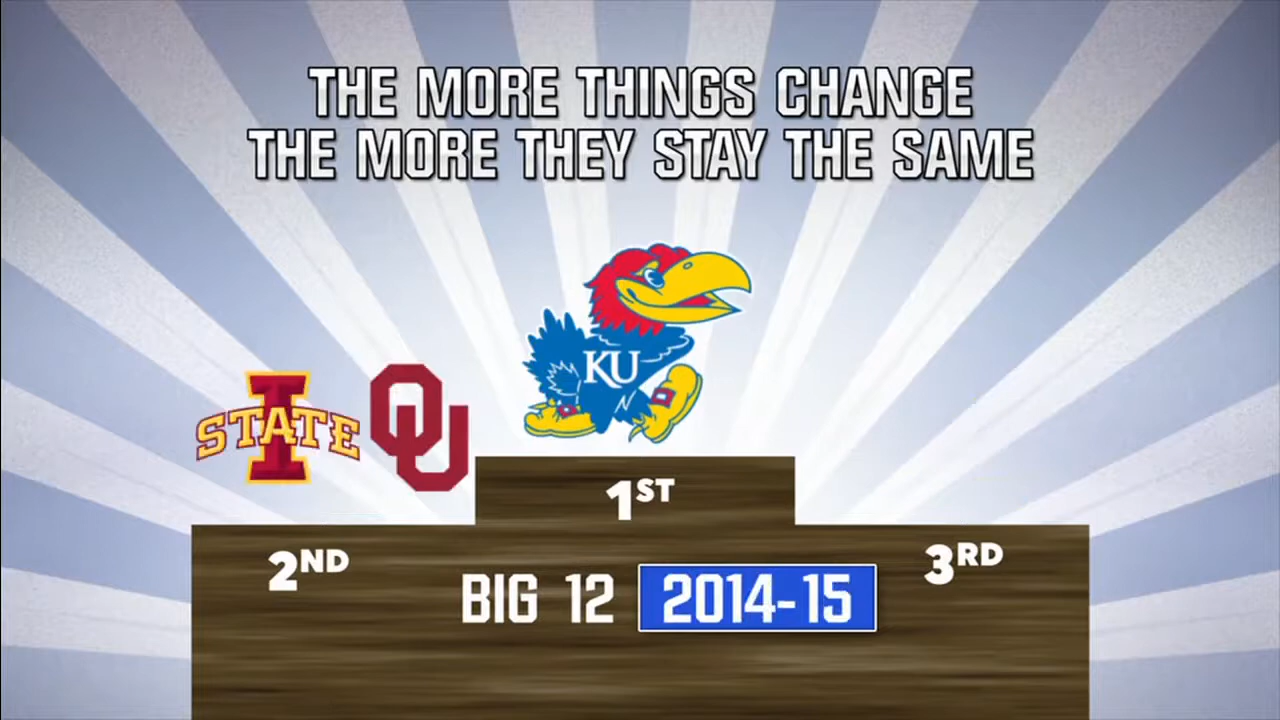 THE MORE THINGS CHANGE
THE MORE THEY STAY THE SAME
KU
STATE
I
OU
1ST
2ND
3RD
BIG 12 2014-15